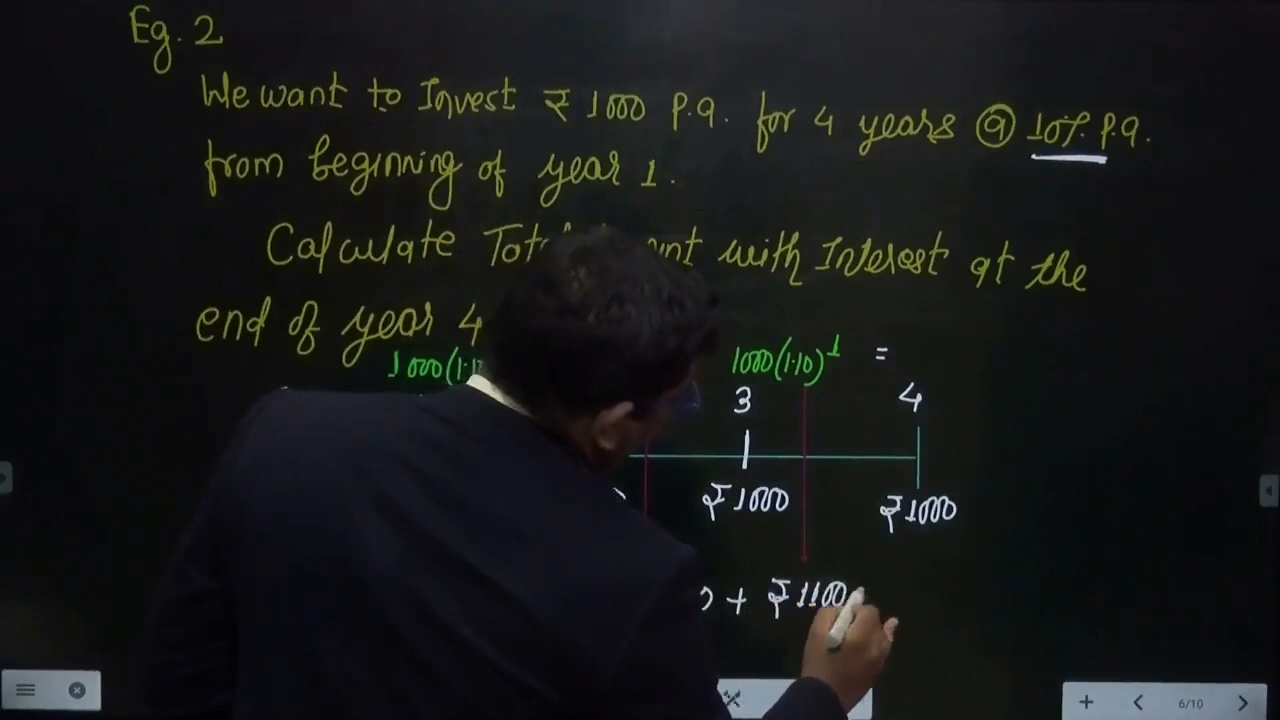 Eg. 2
We want to Invest ₹ 1000 P.a. for 4 years @ 10% P.a.
from beginning of year 1.
Calculate with Interest at the
end of year 4
1000(1.10)¹ =
3 4
₹1000 ₹1000
+ ₹1100
6/10